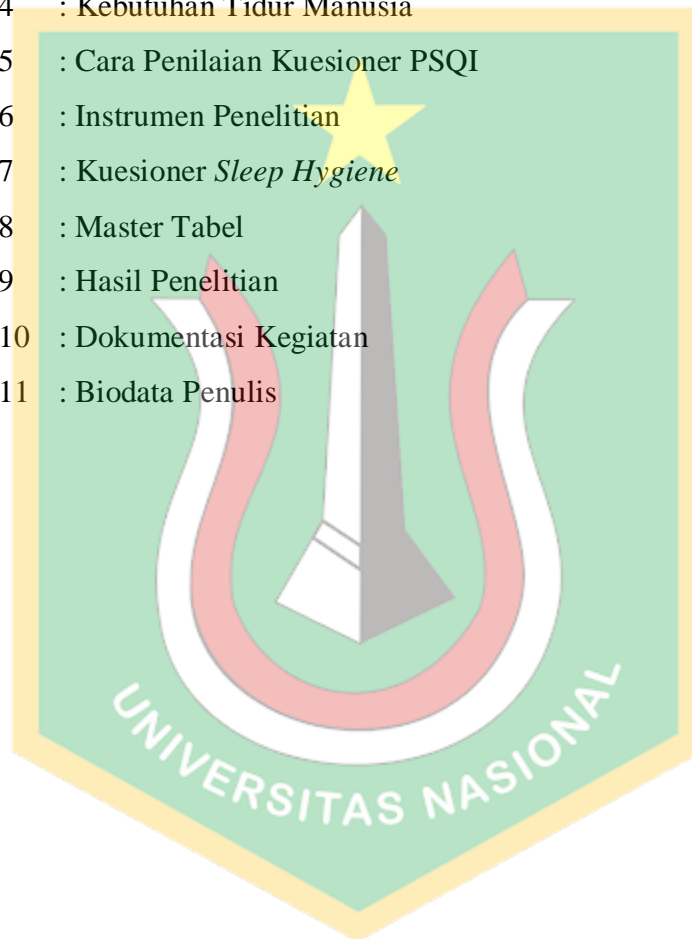 4 : Kebutuhan Tidur Manusia
5 : Cara Penilaian Kuesioner PSQI
6 : Instrumen Penelitian
7 : Kuesioner Sleep Hygiene
8 : Master Tabel
9 : Hasil Penelitian
10 : Dokumentasi Kegiatan
11 : Biodata Penulis
UNIVERSITAS NASIONAL